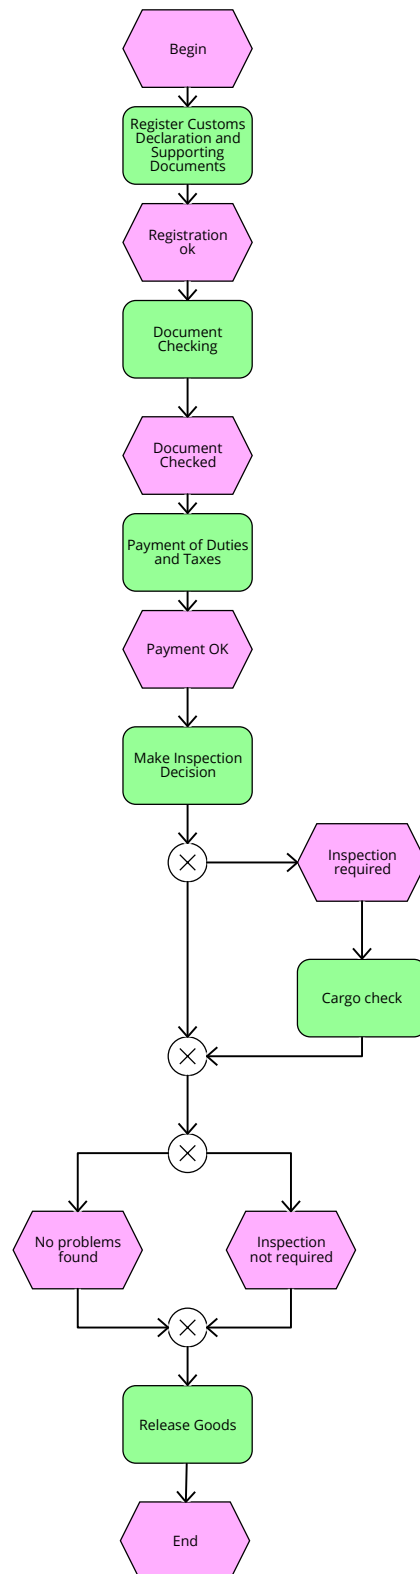 Begin
Register Customs
Declaration and
Supporting
Documents
Registration
ok
Document
Checking
Document
Checked
Payment of Duties
and Taxes
Payment OK
Make Inspection
Decision
Inspection
required
Cargo check
No problems
found
Inspection
not required
Release Goods
End